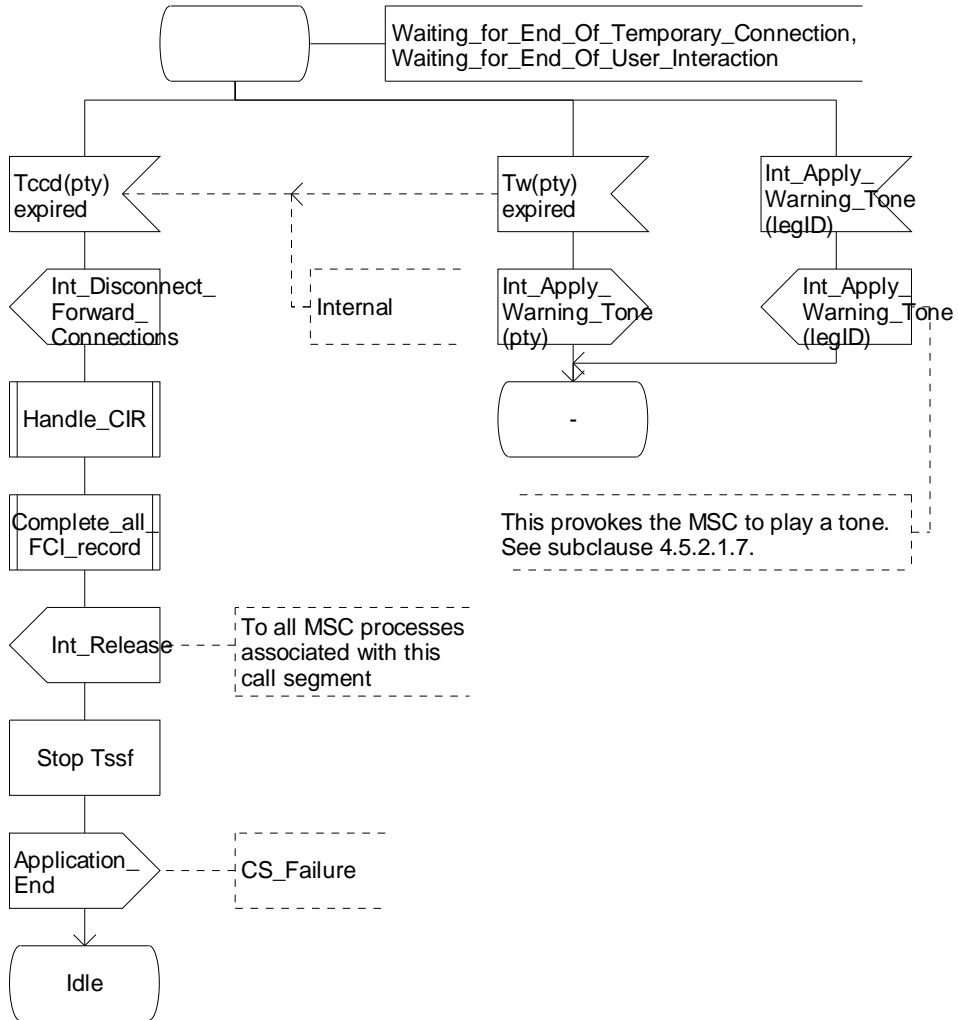 Waiting_for_End_Of_Temporary_Connection,
Waiting_for_End_Of_User_Interaction
Tccd(pty)
expired
Tw(pty)
expired
Int_Apply_
Warning_Tone
(legID)
Int_Disconnect_
Forward_
Connections
Internal
Int_Apply_
Warning_Tone
(pty)
Int_Apply_
Warning_Tone
(legID)
Handle_CIR
-
Complete_all_
FCI_record
This provokes the MSC to play a tone.
See subclause 4.5.2.1.7.
Int_Release
To all MSC processes
associated with this
call segment
Stop Tssf
Application_
End
CS_Failure
Idle